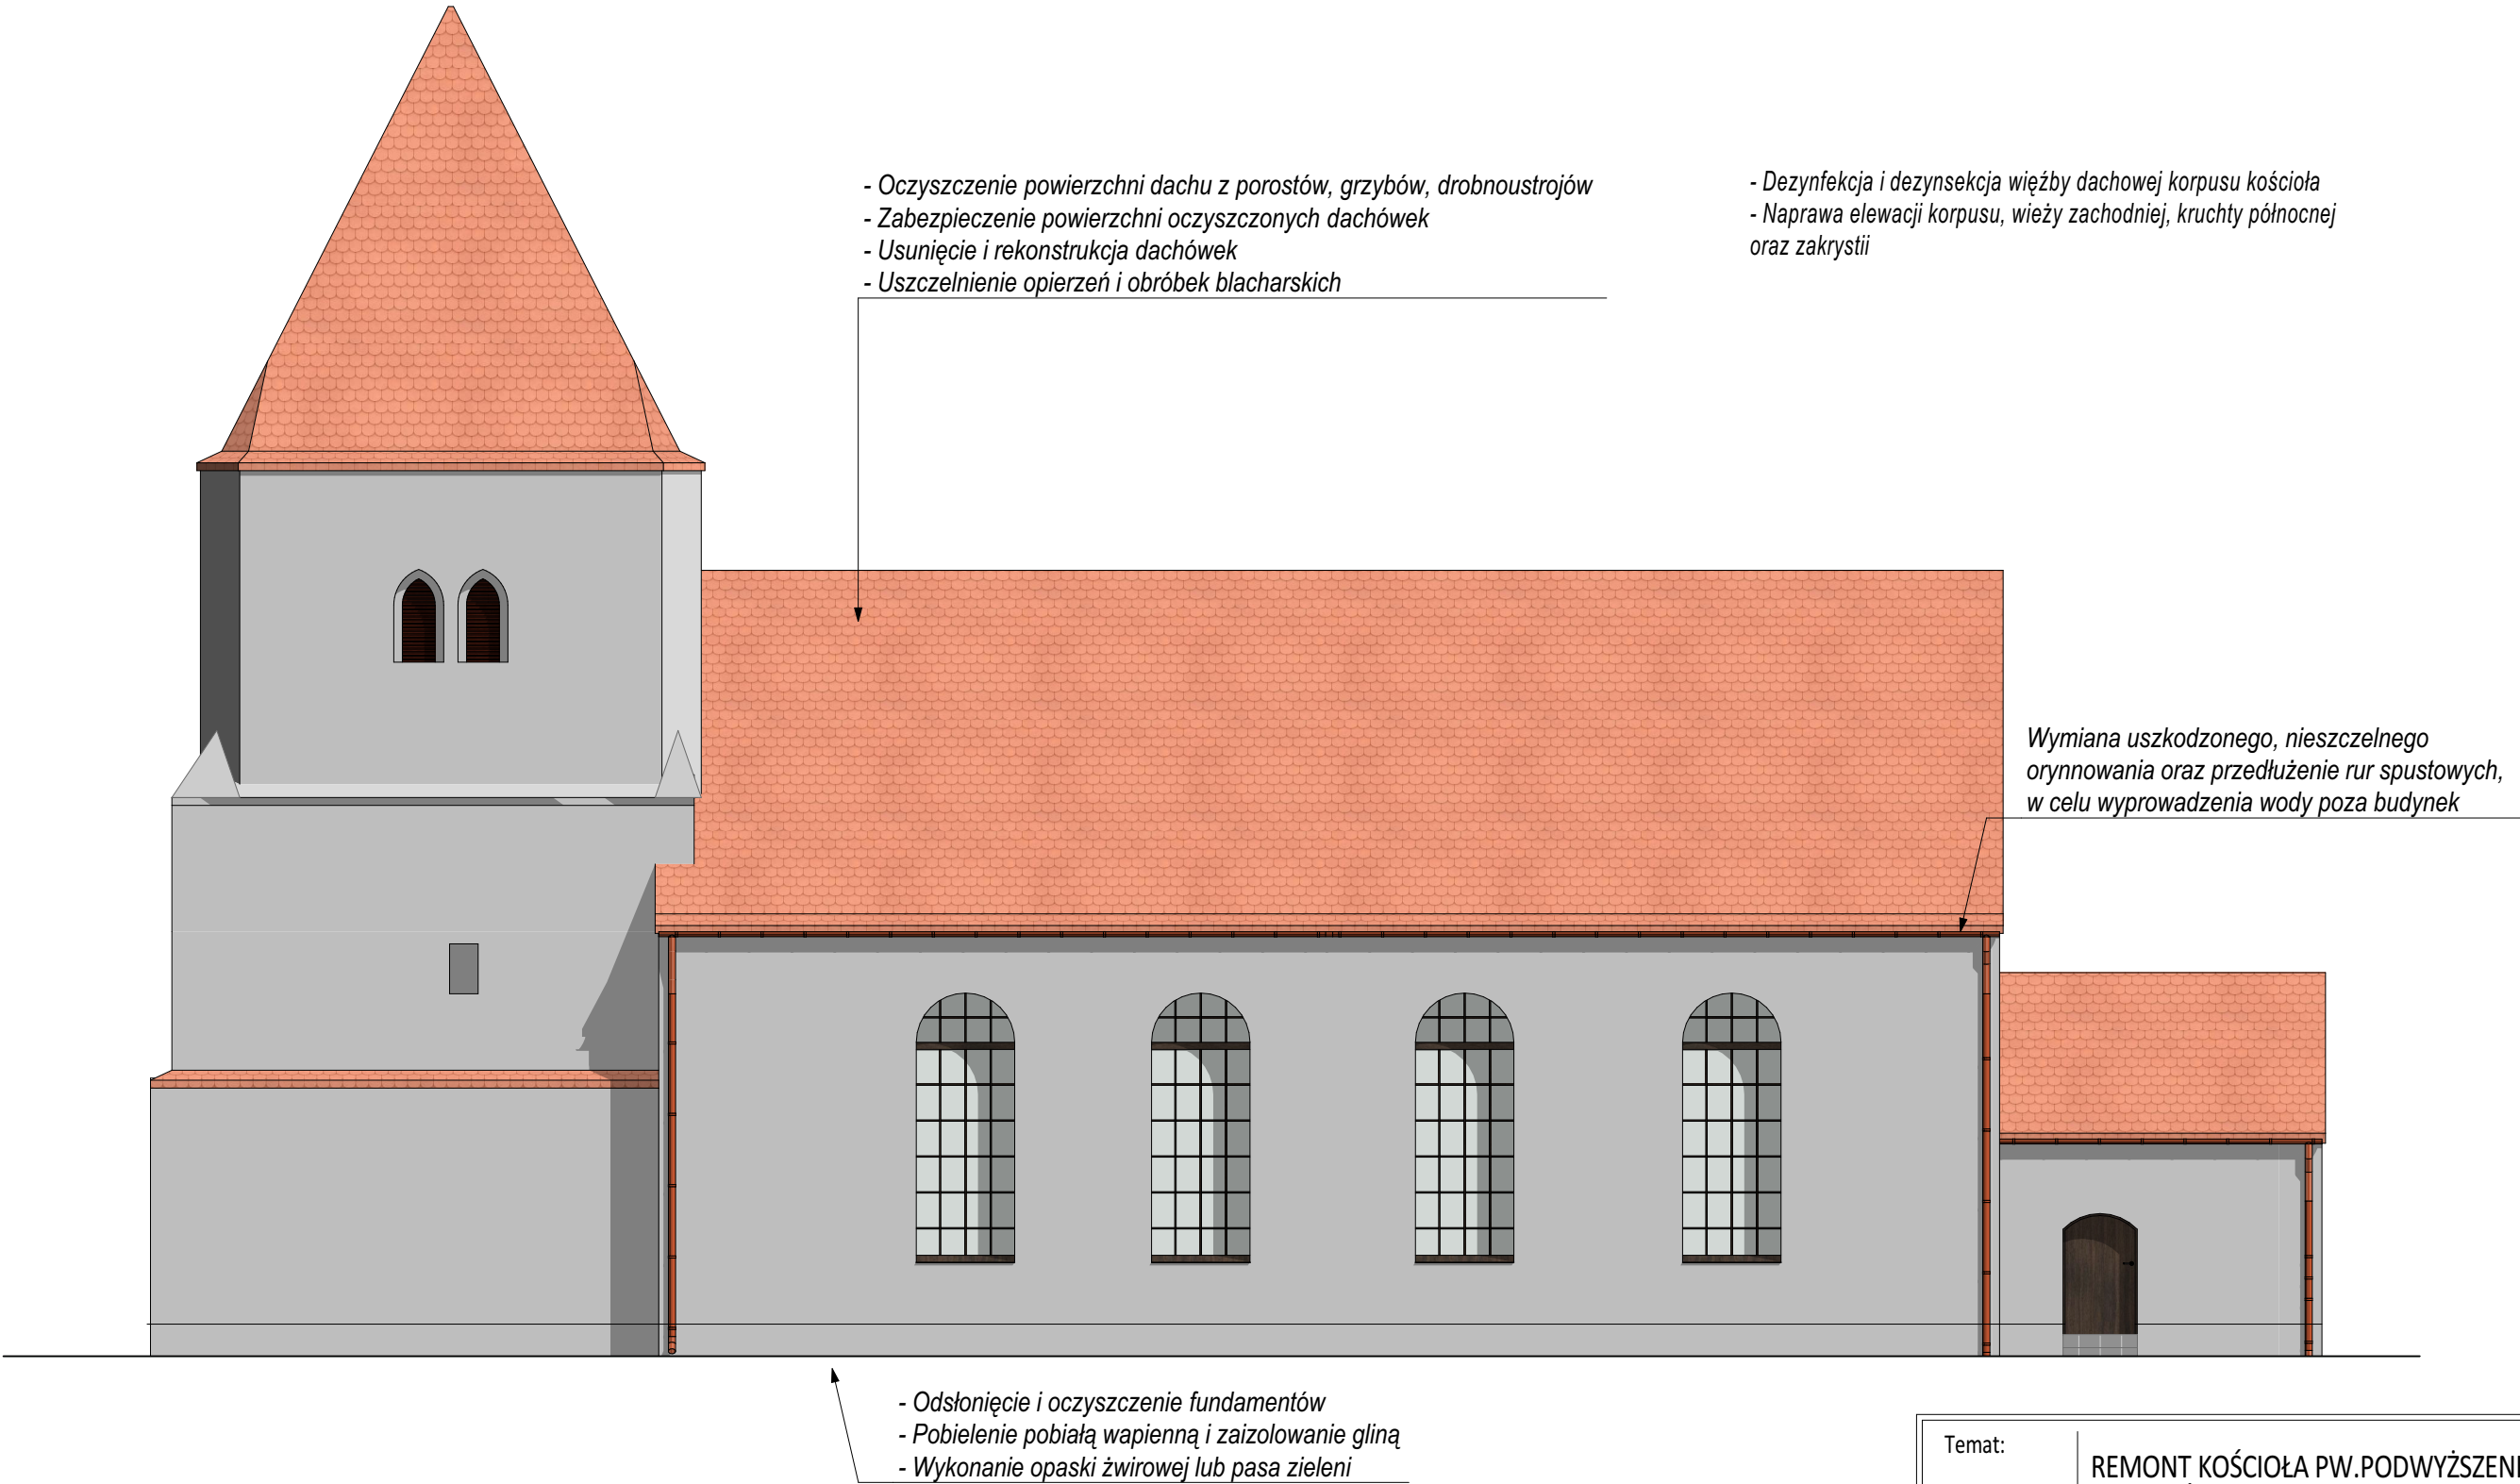 - Oczyszczenie powierzchni dachu z porostów, grzybów, drobnoustrojów
- Zabezpieczenie powierzchni oczyszczonych dachówek
- Usunięcie i rekonstrukcja dachówek
- Uszczelnienie opierzeń i obróbek blacharskich
- Dezynfekcja i dezynsekcja więźby dachowej korpusu kościoła
- Naprawa elewacji korpusu, wieży zachodniej, kruchty północnej
oraz zakrystii
Wymiana uszkodzonego, nieszczelnego
orynnowania oraz przedłużenie rur spustowych,
w celu wyprowadzenia wody poza budynek
- Odsłonięcie i oczyszczenie fundamentów
- Pobielenie pobiałą wapienną i zaizolowanie gliną
- Wykonanie opaski żwirowej lub pasa zieleni
Temat:
REMONT KOŚCIOŁA PW.PODWYŻSZENI